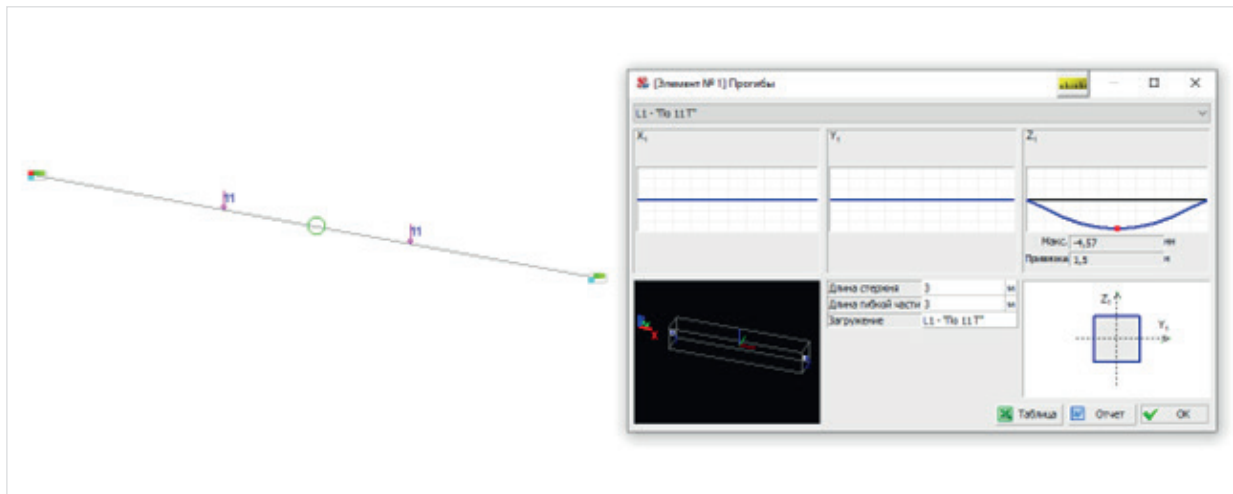 11
11
[Элемент № 1] Прогибы
L1 - "По 11 Т"
X₁
Y₁
Z₁
Макс. -4,57 мм
Привязка 1,5 м
Длина стержня 3 м
Длина гибкой части 3 м
Загружение L1 - "По 11 Т"
X
Z₁
Y₁
Таблица
Отчет
OK